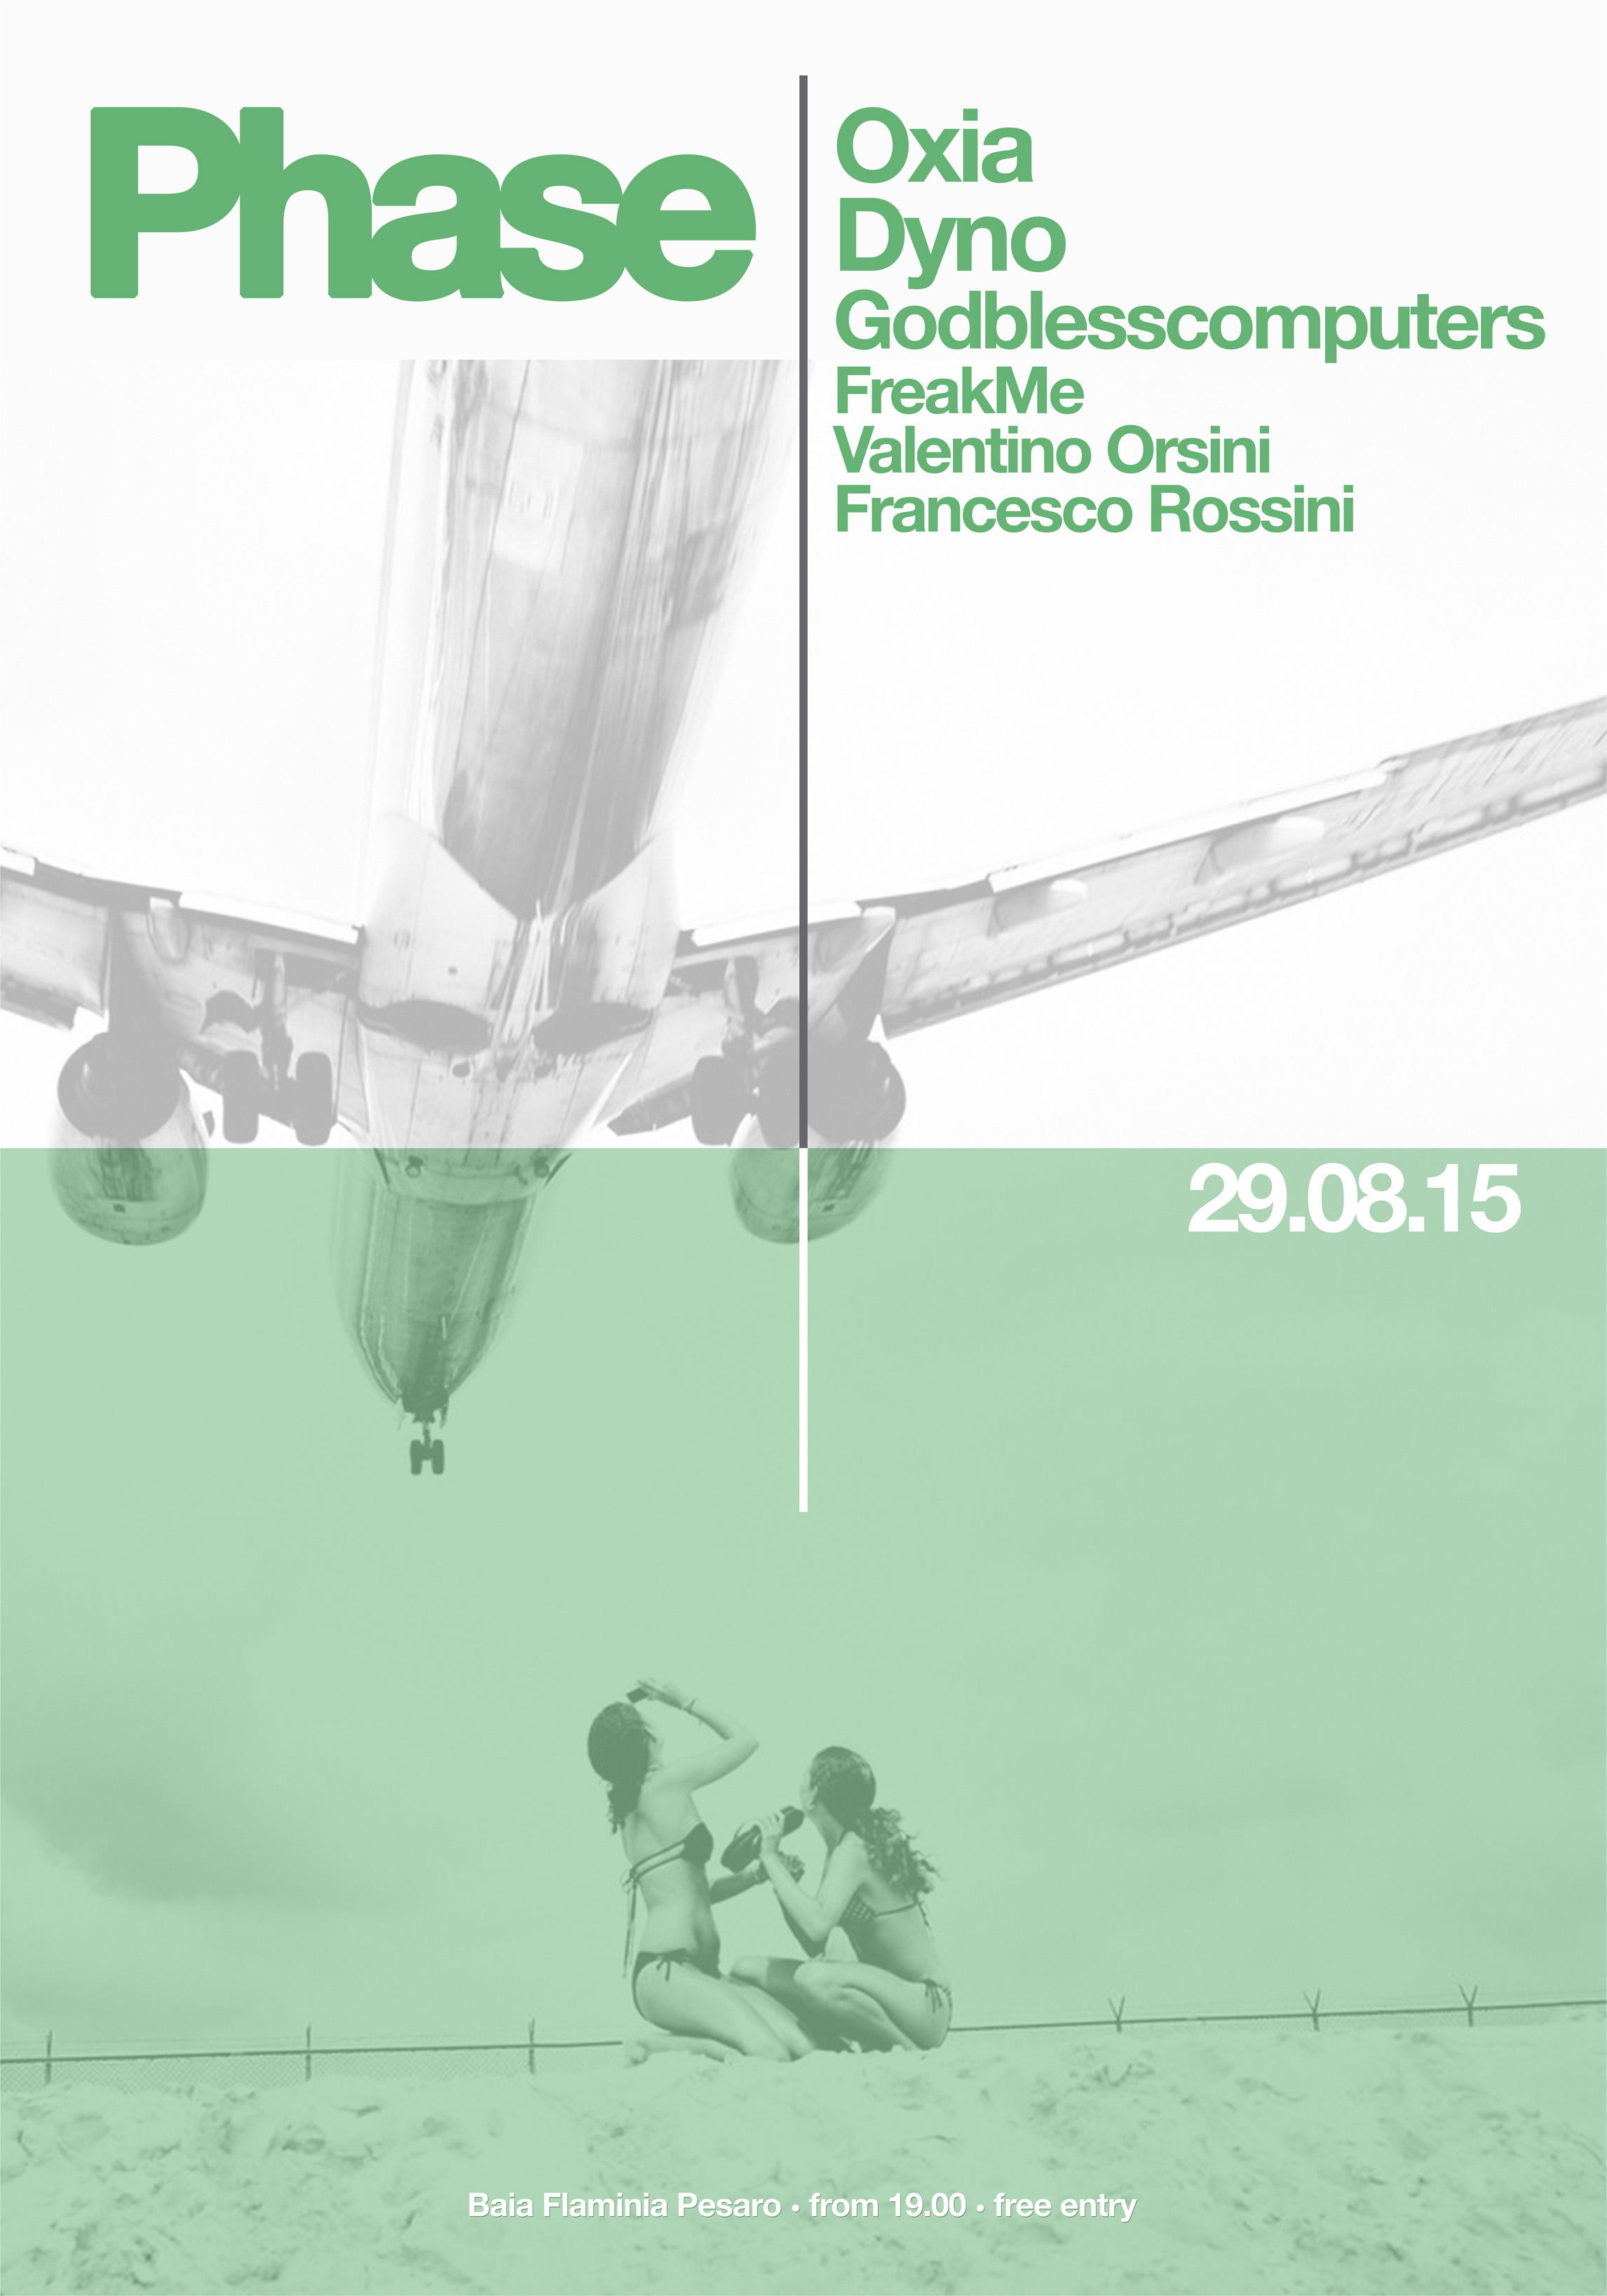 Phase
Oxia
Dyno
Godblesscomputers
FreakMe
Valentino Orsini
Francesco Rossini
29.08.15
Baia Flaminia Pesaro • from 19.00 • free entry